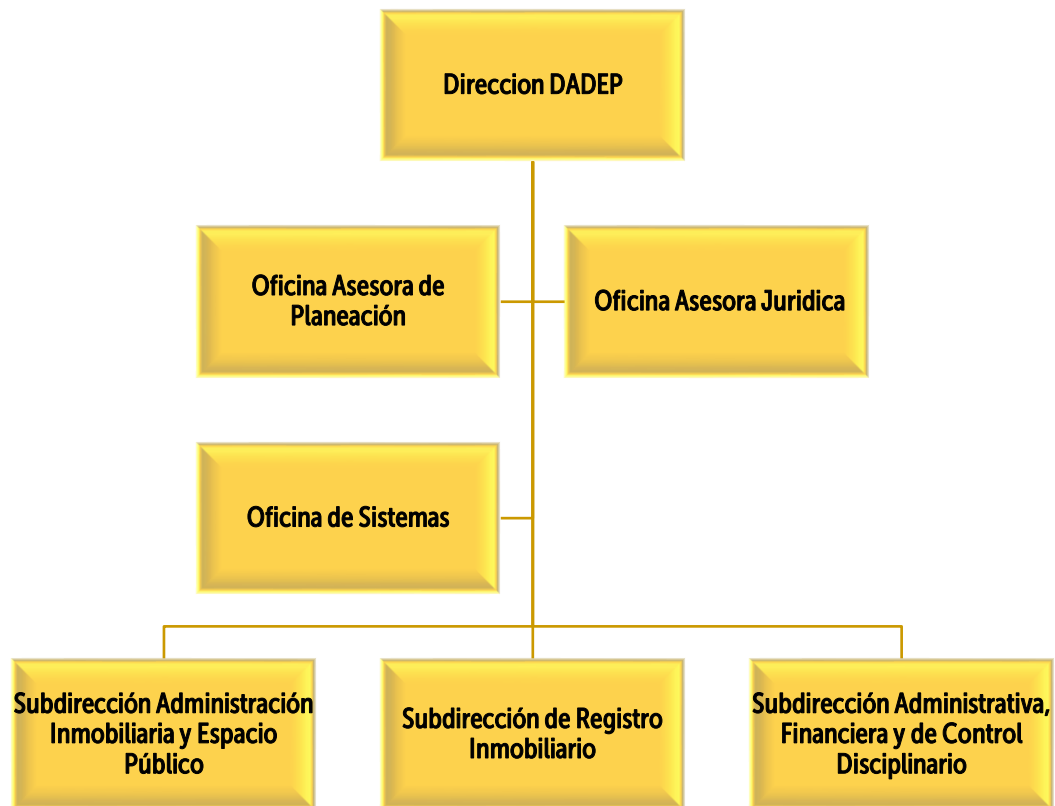 Direccion DADEP
Oficina Asesora de
Planeación
Oficina Asesora Juridica
Oficina de Sistemas
Subdirección Administración
Inmobiliaria y Espacio
Público
Subdirección de Registro
Inmobiliario
Subdirección Administrativa,
Financiera y de Control
Disciplinario